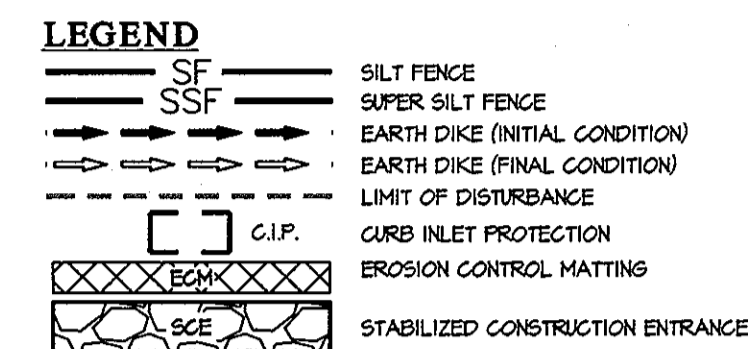 LEGEND
SF SILT FENCE
SSF SUPER SILT FENCE
EARTH DIKE (INITIAL CONDITION)
EARTH DIKE (FINAL CONDITION)
LIMIT OF DISTURBANCE
C.I.P. CURB INLET PROTECTION
ECM EROSION CONTROL MATTING
SCE STABILIZED CONSTRUCTION ENTRANCE